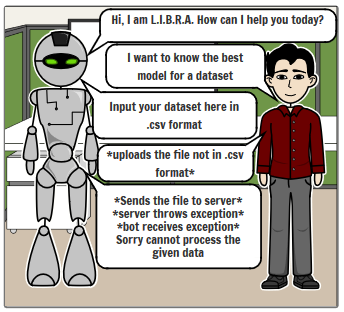 Hi, I am L.I.B.R.A. How can I help you today?
I want to know the best
model for a dataset
Input your dataset here in
.csv format
*uploads the file not in .csv
format*
*Sends the file to server*
*server throws exception*
*bot receives exception*
Sorry cannot process the
given data